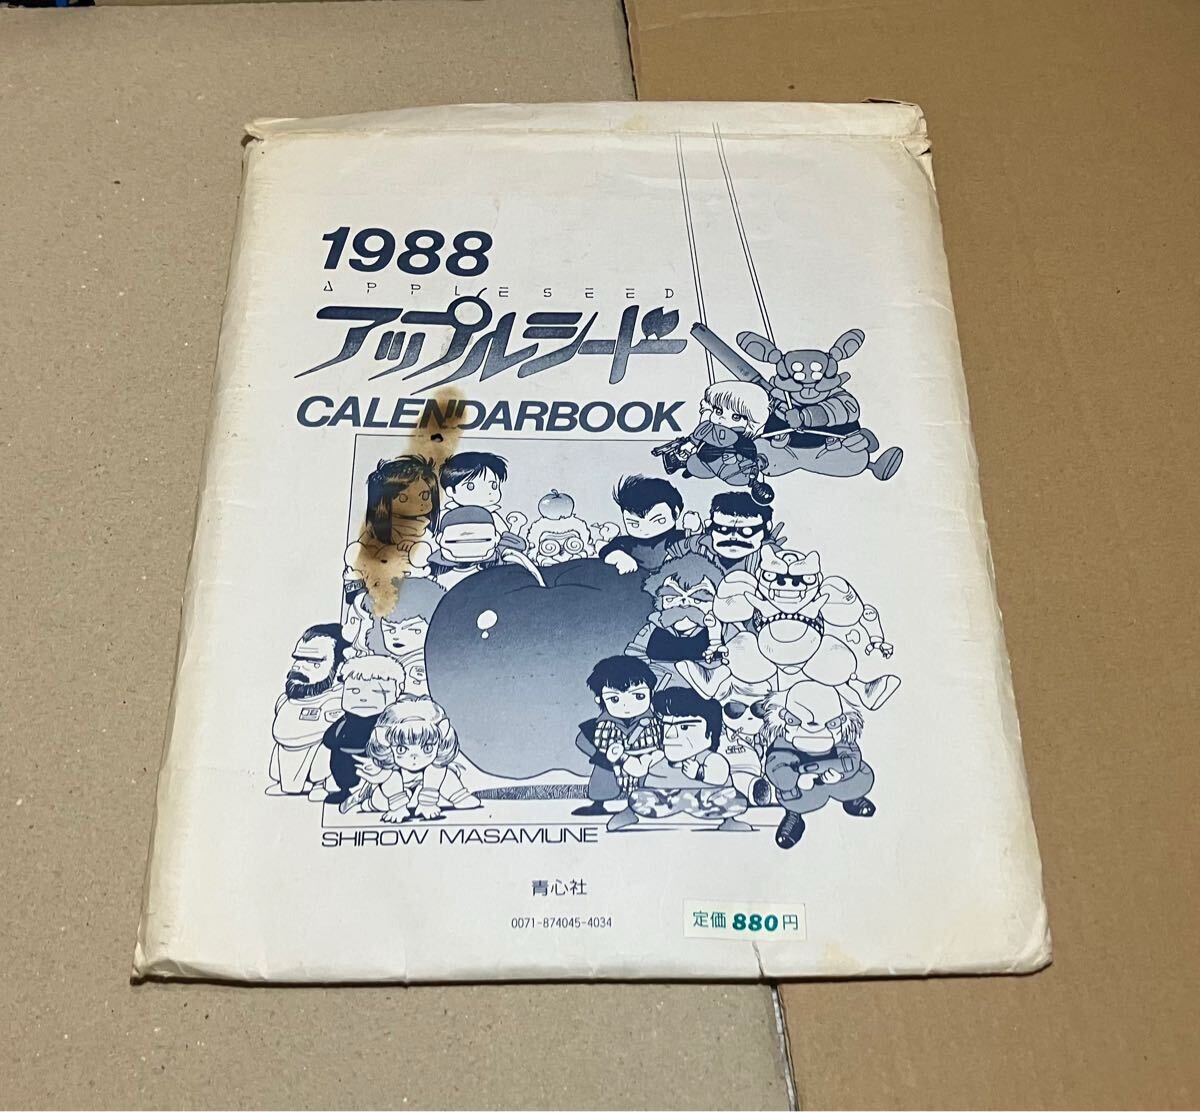 1988
APPLESEED
アップルシード
CALENDARBOOK
SHIROW MASAMUNE
青心社
0071-874045-4034
定価 880円